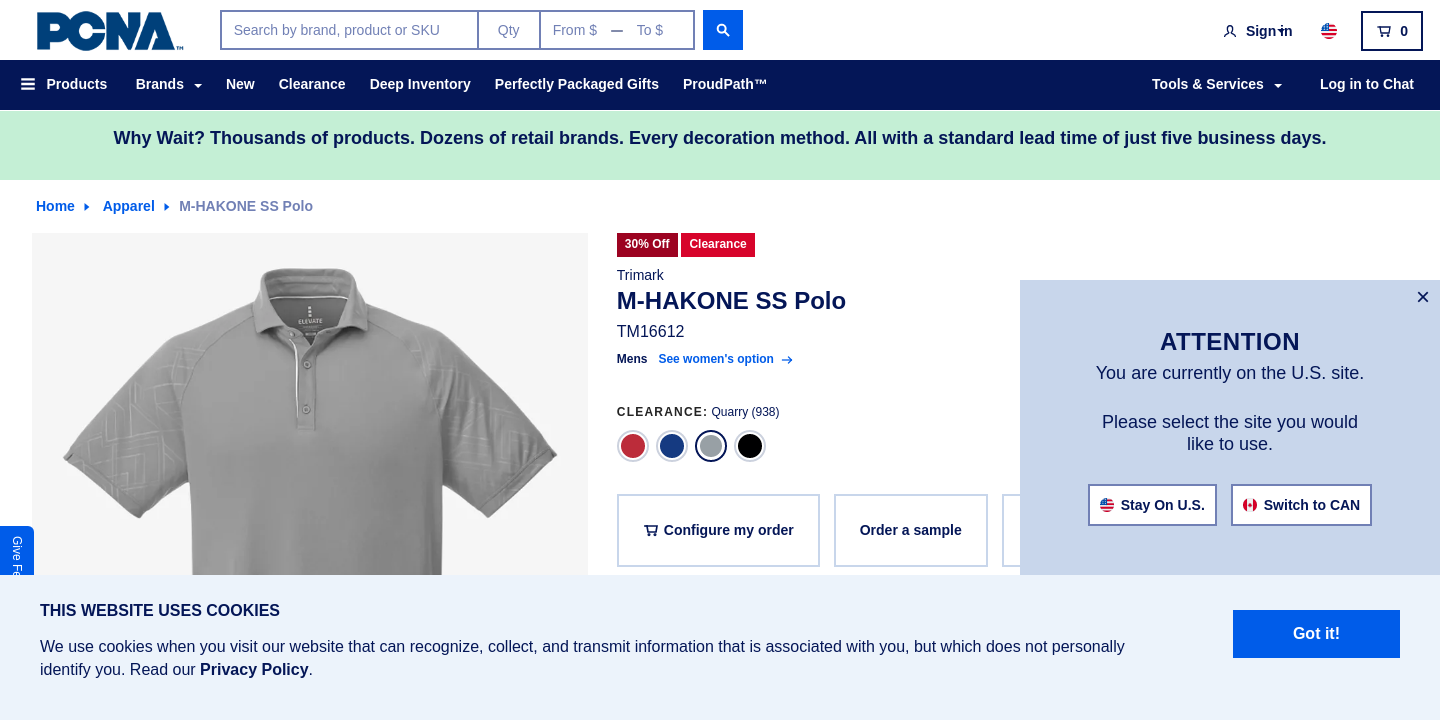 PCNA™
Search by brand, product or SKU
Qty
From $ — To $
Sign in
0
Products
Brands
New
Clearance
Deep Inventory
Perfectly Packaged Gifts
ProudPath™
Tools & Services
Log in to Chat
Why Wait? Thousands of products. Dozens of retail brands. Every decoration method. All with a standard lead time of just five business days.
Home
Apparel
M-HAKONE SS Polo
ELEVATE
30% Off
Clearance
Trimark
M-HAKONE SS Polo
TM16612
Mens
See women's option
CLEARANCE: Quarry (938)
Configure my order
Order a sample
ATTENTION
You are currently on the U.S. site.
Please select the site you would
like to use.
Stay On U.S.
Switch to CAN
Give Fe
THIS WEBSITE USES COOKIES
We use cookies when you visit our website that can recognize, collect, and transmit information that is associated with you, but which does not personally
identify you. Read our Privacy Policy.
Got it!